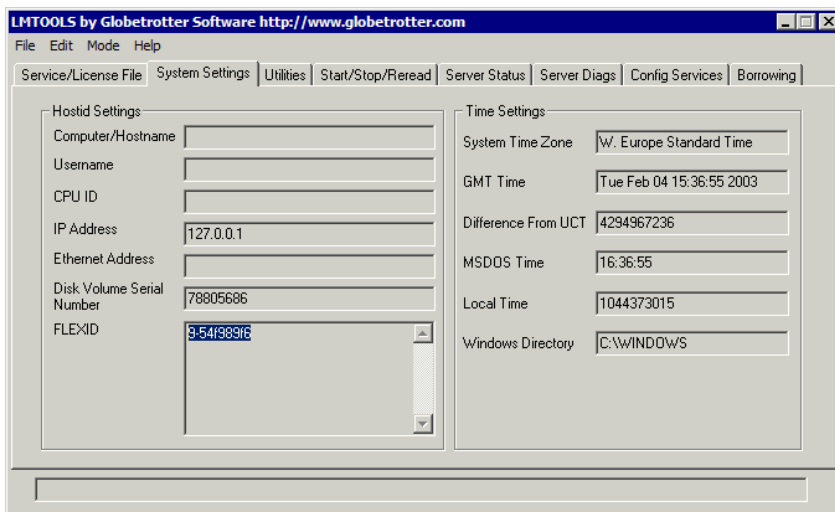 LMTOOLS by Globetrotter Software http://www.globetrotter.com
File Edit Mode Help
Service/License File System Settings Utilities Start/Stop/Reread Server Status Server Diags Config Services Borrowing
Hostid Settings
Computer/Hostname
Username
CPU ID
IP Address 127.0.0.1
Ethernet Address
Disk Volume Serial
Number 78805686
FLEXID 9-54f989f6
Time Settings
System Time Zone W. Europe Standard Time
GMT Time Tue Feb 04 15:36:55 2003
Difference From UCT 4294967236
MSDOS Time 16:36:55
Local Time 1044373015
Windows Directory C:\WINDOWS